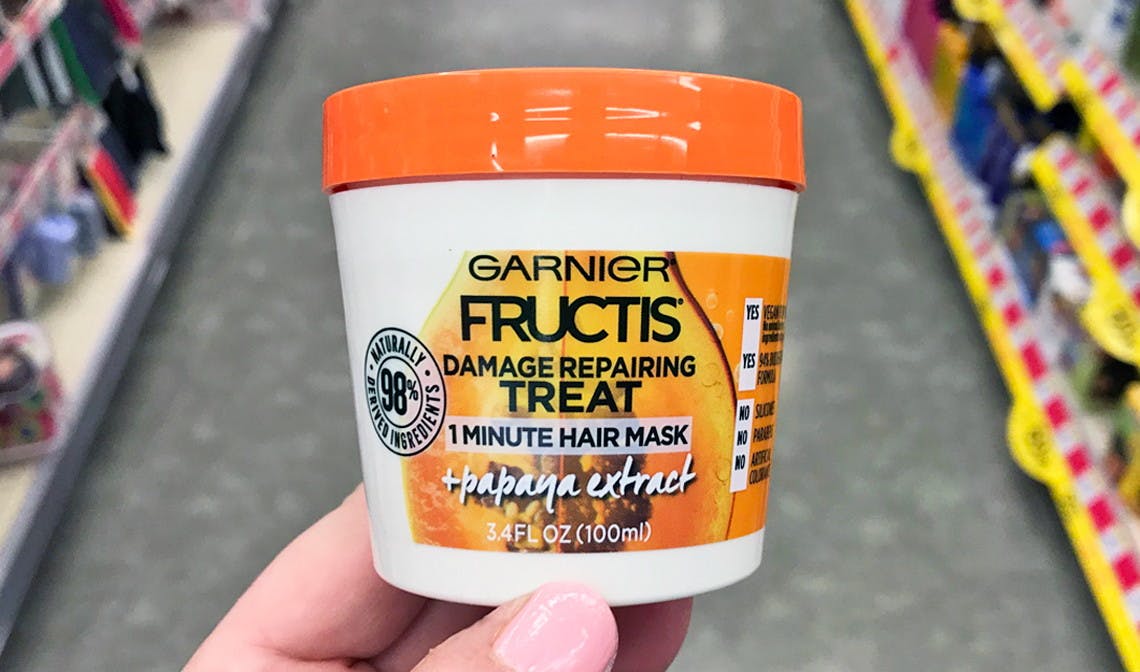 GARNIER
FRUCTIS
DAMAGE REPAIRING
TREAT
1 MINUTE HAIR MASK
+papaya extract
3.4FL OZ (100ml)
NATURALLY
98%
DERIVED INGREDIENTS
YES
YES
FORMULA
NO
NO
NO